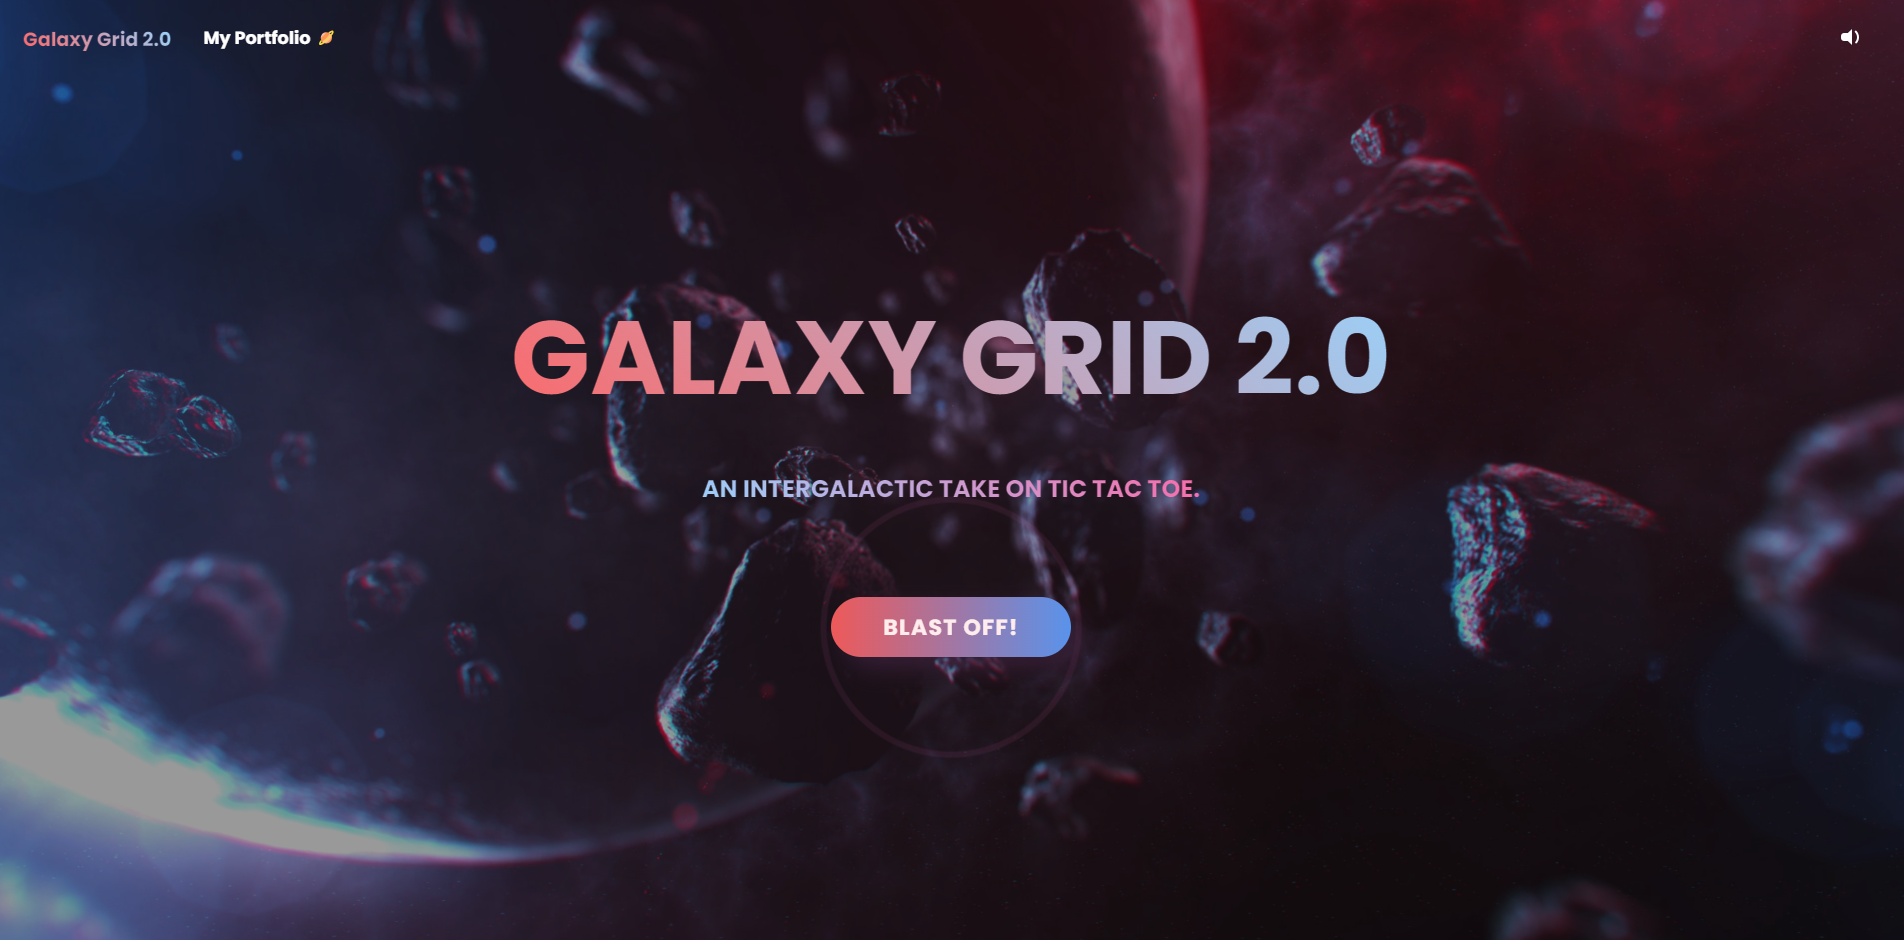 Galaxy Grid 2.0
My Portfolio 🪐
GALAXY GRID 2.0
AN INTERGALACTIC TAKE ON TIC TAC TOE.
BLAST OFF!